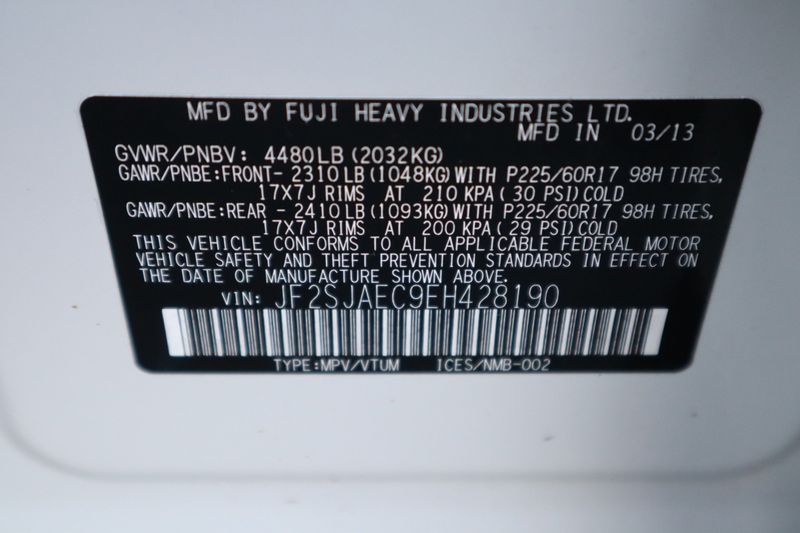 MFD BY FUJI HEAVY INDUSTRIES LTD.
MFD IN 03/13
GVWR/PNBV: 4480LB(2032KG)
GAWR/PNBE:FRONT- 2310LB(1048KG)WITH P225/60R17 98H TIRES,
17X7J RIMS AT 210 KPA(30 PSI)COLD
GAWR/PNBE:REAR - 2410LB(1093KG)WITH P225/60R17 98H TIRES,
17X7J RIMS AT 200 KPA(29 PSI)COLD
THIS VEHICLE CONFORMS TO ALL APPLICABLE FEDERAL MOTOR
VEHICLE SAFETY AND THEFT PREVENTION STANDARDS IN EFFECT ON
THE DATE OF MANUFACTURE SHOWN ABOVE.
VIN: JF2SJAEC9EH428190
TYPE:MPV/VTUM ICES/NMB-002